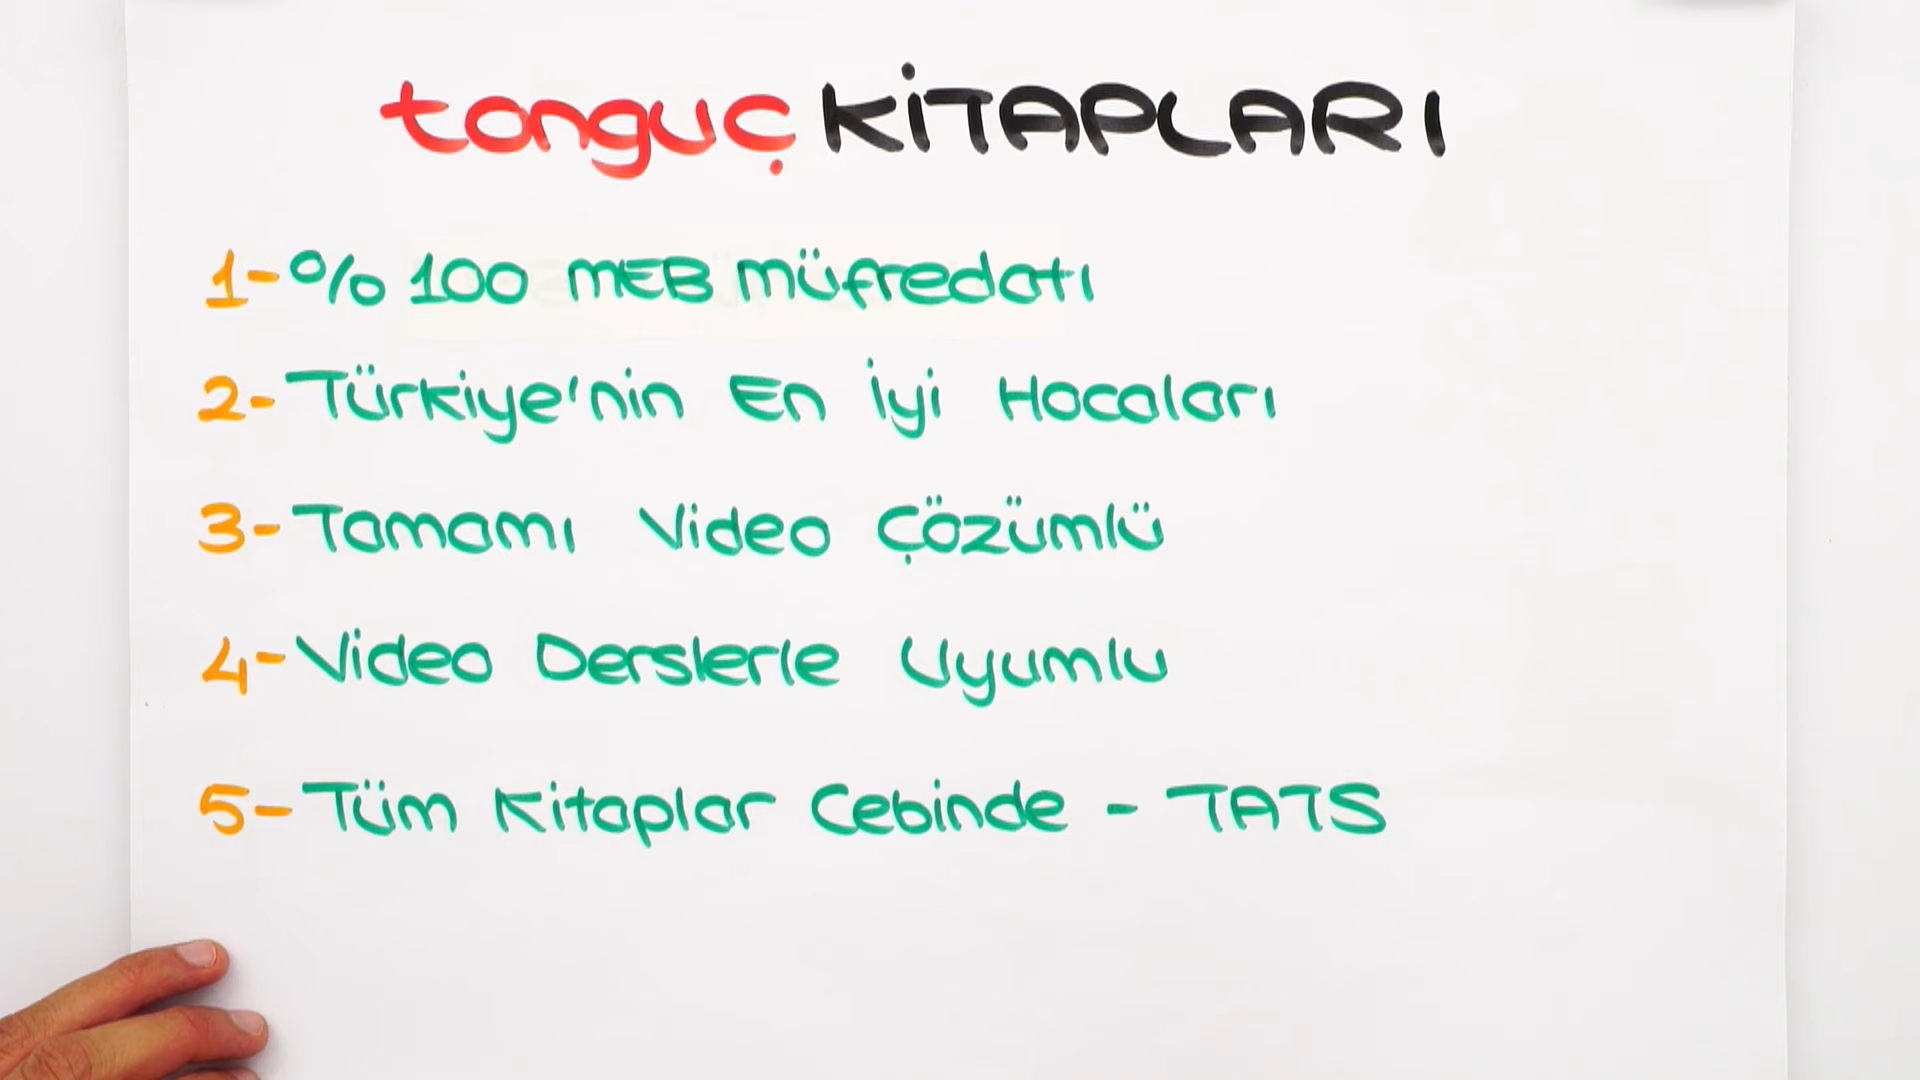 tonguç KİTAPLARI
1-%100 MEB müfredatı
2-Türkiye'nin En İyi Hocaları
3-Tamamı Video Çözümlü
4-Video Derslerle Uyumlu
5-Tüm Kitaplar Cebinde - TATS